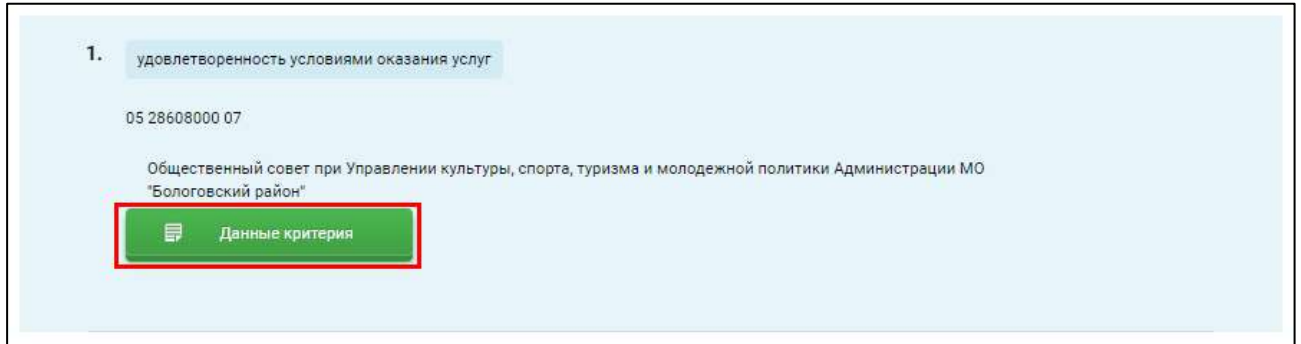 1. удовлетворенность условиями оказания услуг
05 28608000 07
Общественный совет при Управлении культуры, спорта, туризма и молодежной политики Администрации МО
"Бологовский район"
Данные критерия